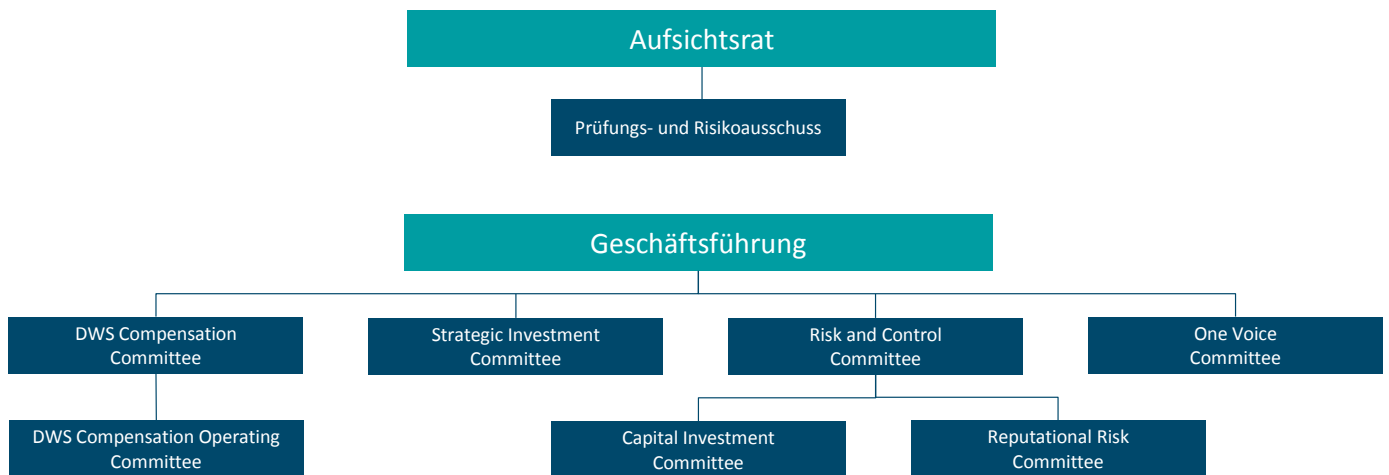 Aufsichtsrat
Prüfungs- und Risikoausschuss
Geschäftsführung
DWS Compensation
Committee
Strategic Investment
Committee
Risk and Control
Committee
One Voice
Committee
DWS Compensation Operating
Committee
Capital Investment
Committee
Reputational Risk
Committee